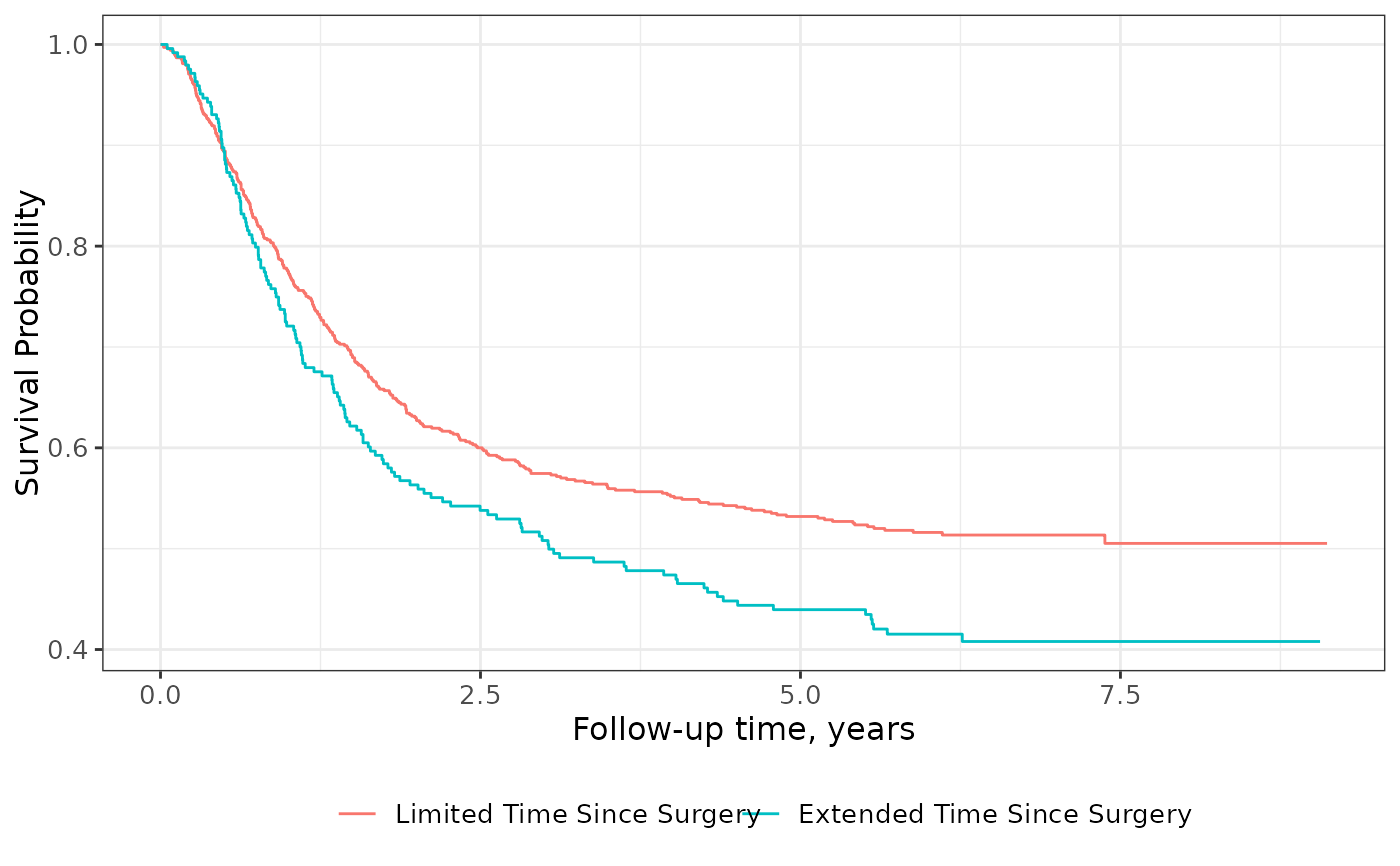 1.0
0.8
0.6
0.4
Survival Probability
0.0 2.5 5.0 7.5
Follow-up time, years
Limited Time Since Surgery Extended Time Since Surgery